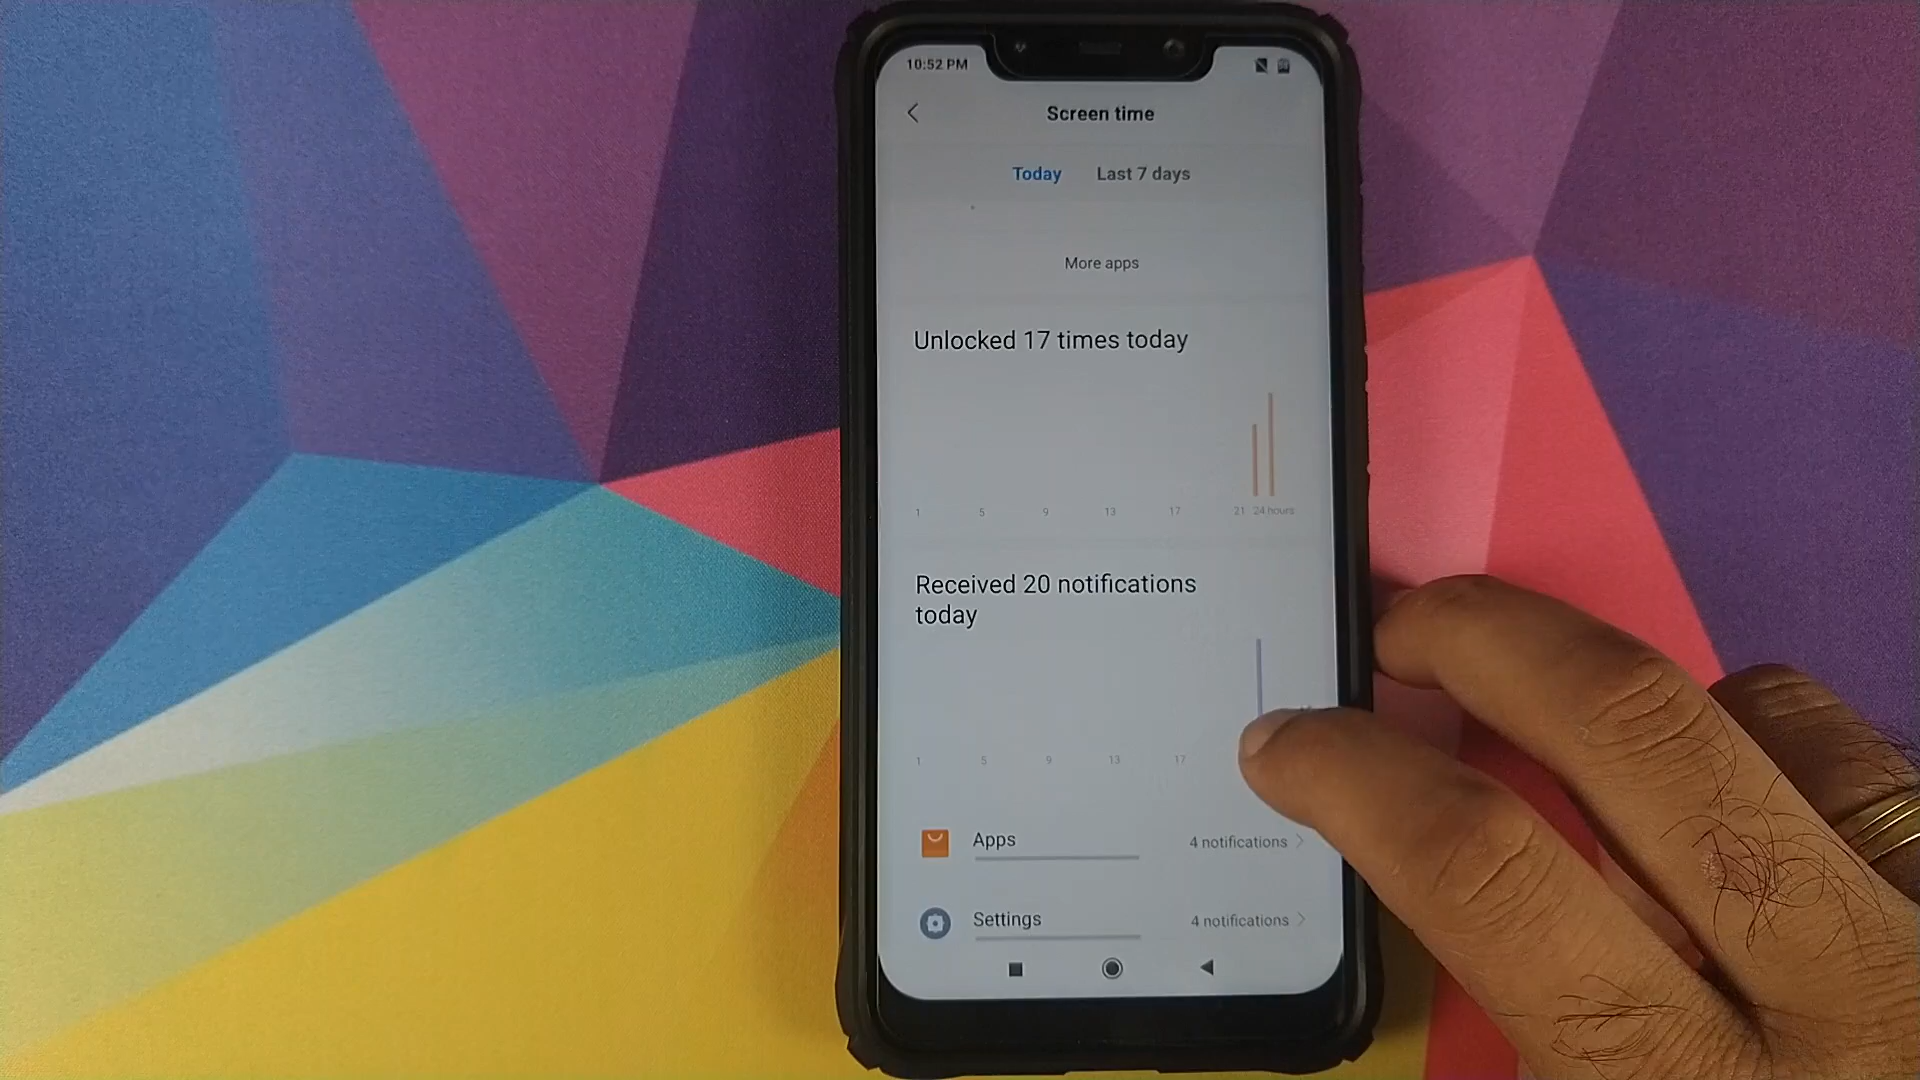 10:52 PM
Screen time
Today Last 7 days
More apps
Unlocked 17 times today
1 5 9 13 17 21 24 hours
Received 20 notifications
today
1 5 9 13 17
Apps 4 notifications
Settings 4 notifications